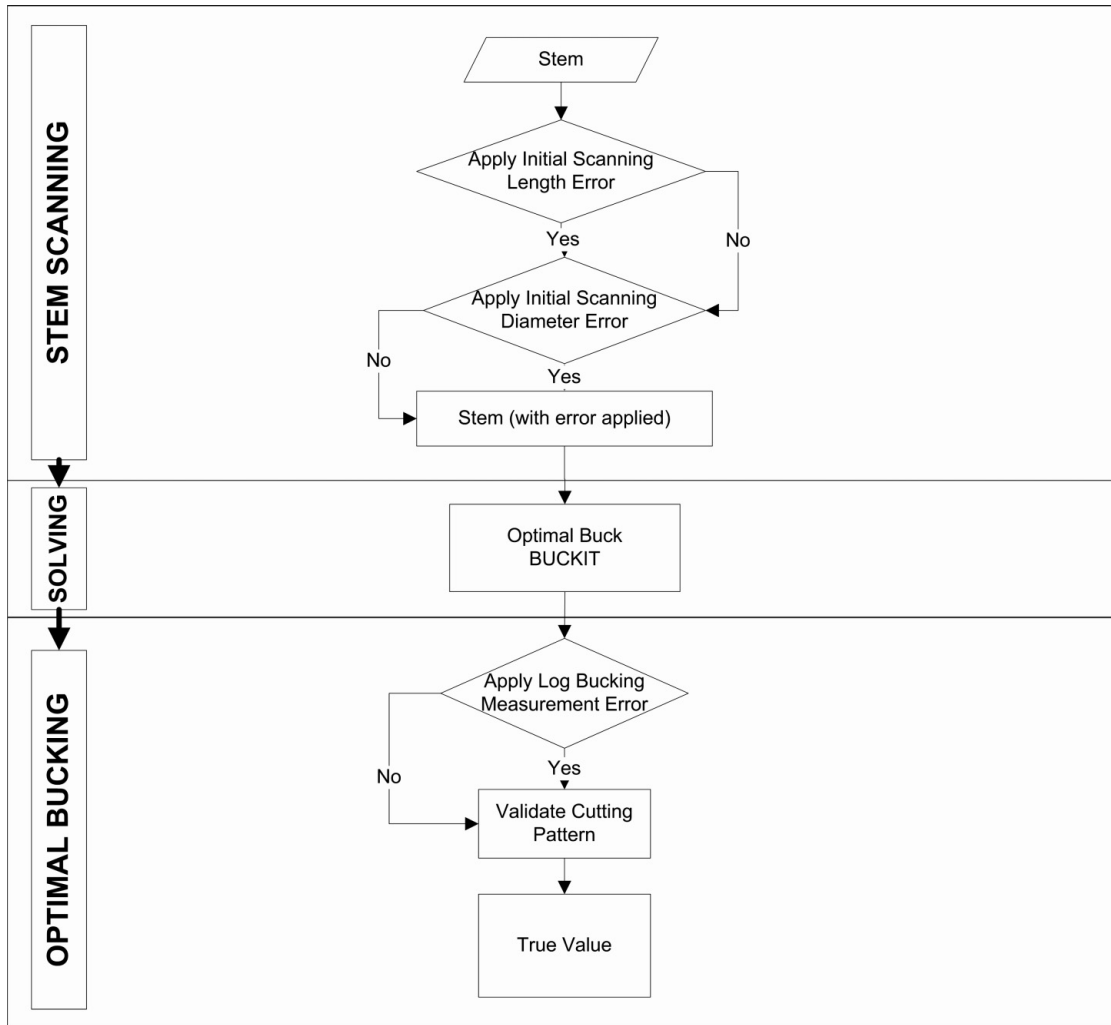 STEM SCANNING
Stem
Apply Initial Scanning
Length Error
Yes
No
Apply Initial Scanning
Diameter Error
No
Yes
Stem (with error applied)
SOLVING
Optimal Buck
BUCKIT
OPTIMAL BUCKING
Apply Log Bucking
Measurement Error
No
Yes
Validate Cutting
Pattern
True Value